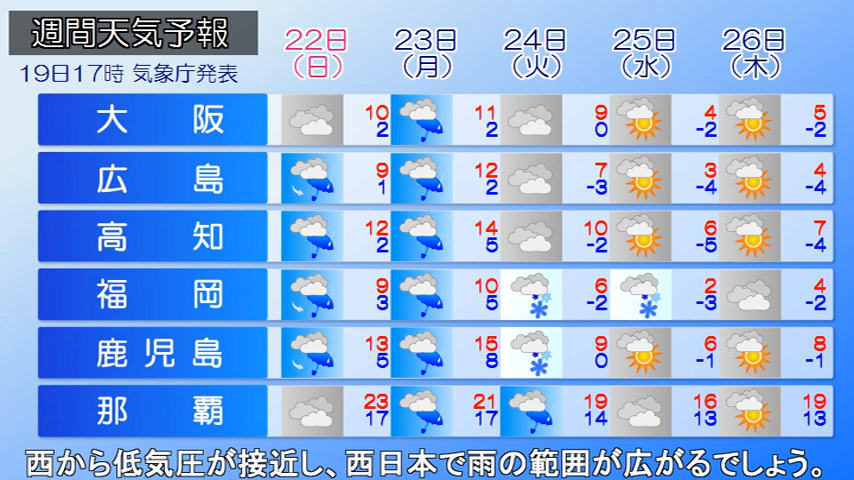 週間天気予報
19日17時 気象庁発表
22日 23日 24日 25日 26日
(日) (月) (火) (水) (木)
大阪 10 2 11 2 9 0 4 -2 5 -2
広島 9 1 12 2 7 -3 3 -4 4 -4
高知 12 2 14 5 10 -2 6 -5 7 -4
福岡 9 3 10 5 6 -2 2 -3 4 -2
鹿児島 13 5 15 8 9 0 6 -1 8 -1
那覇 23 17 21 17 19 14 16 13 19 13
西から低気圧が接近し、西日本で雨の範囲が広がるでしょう。